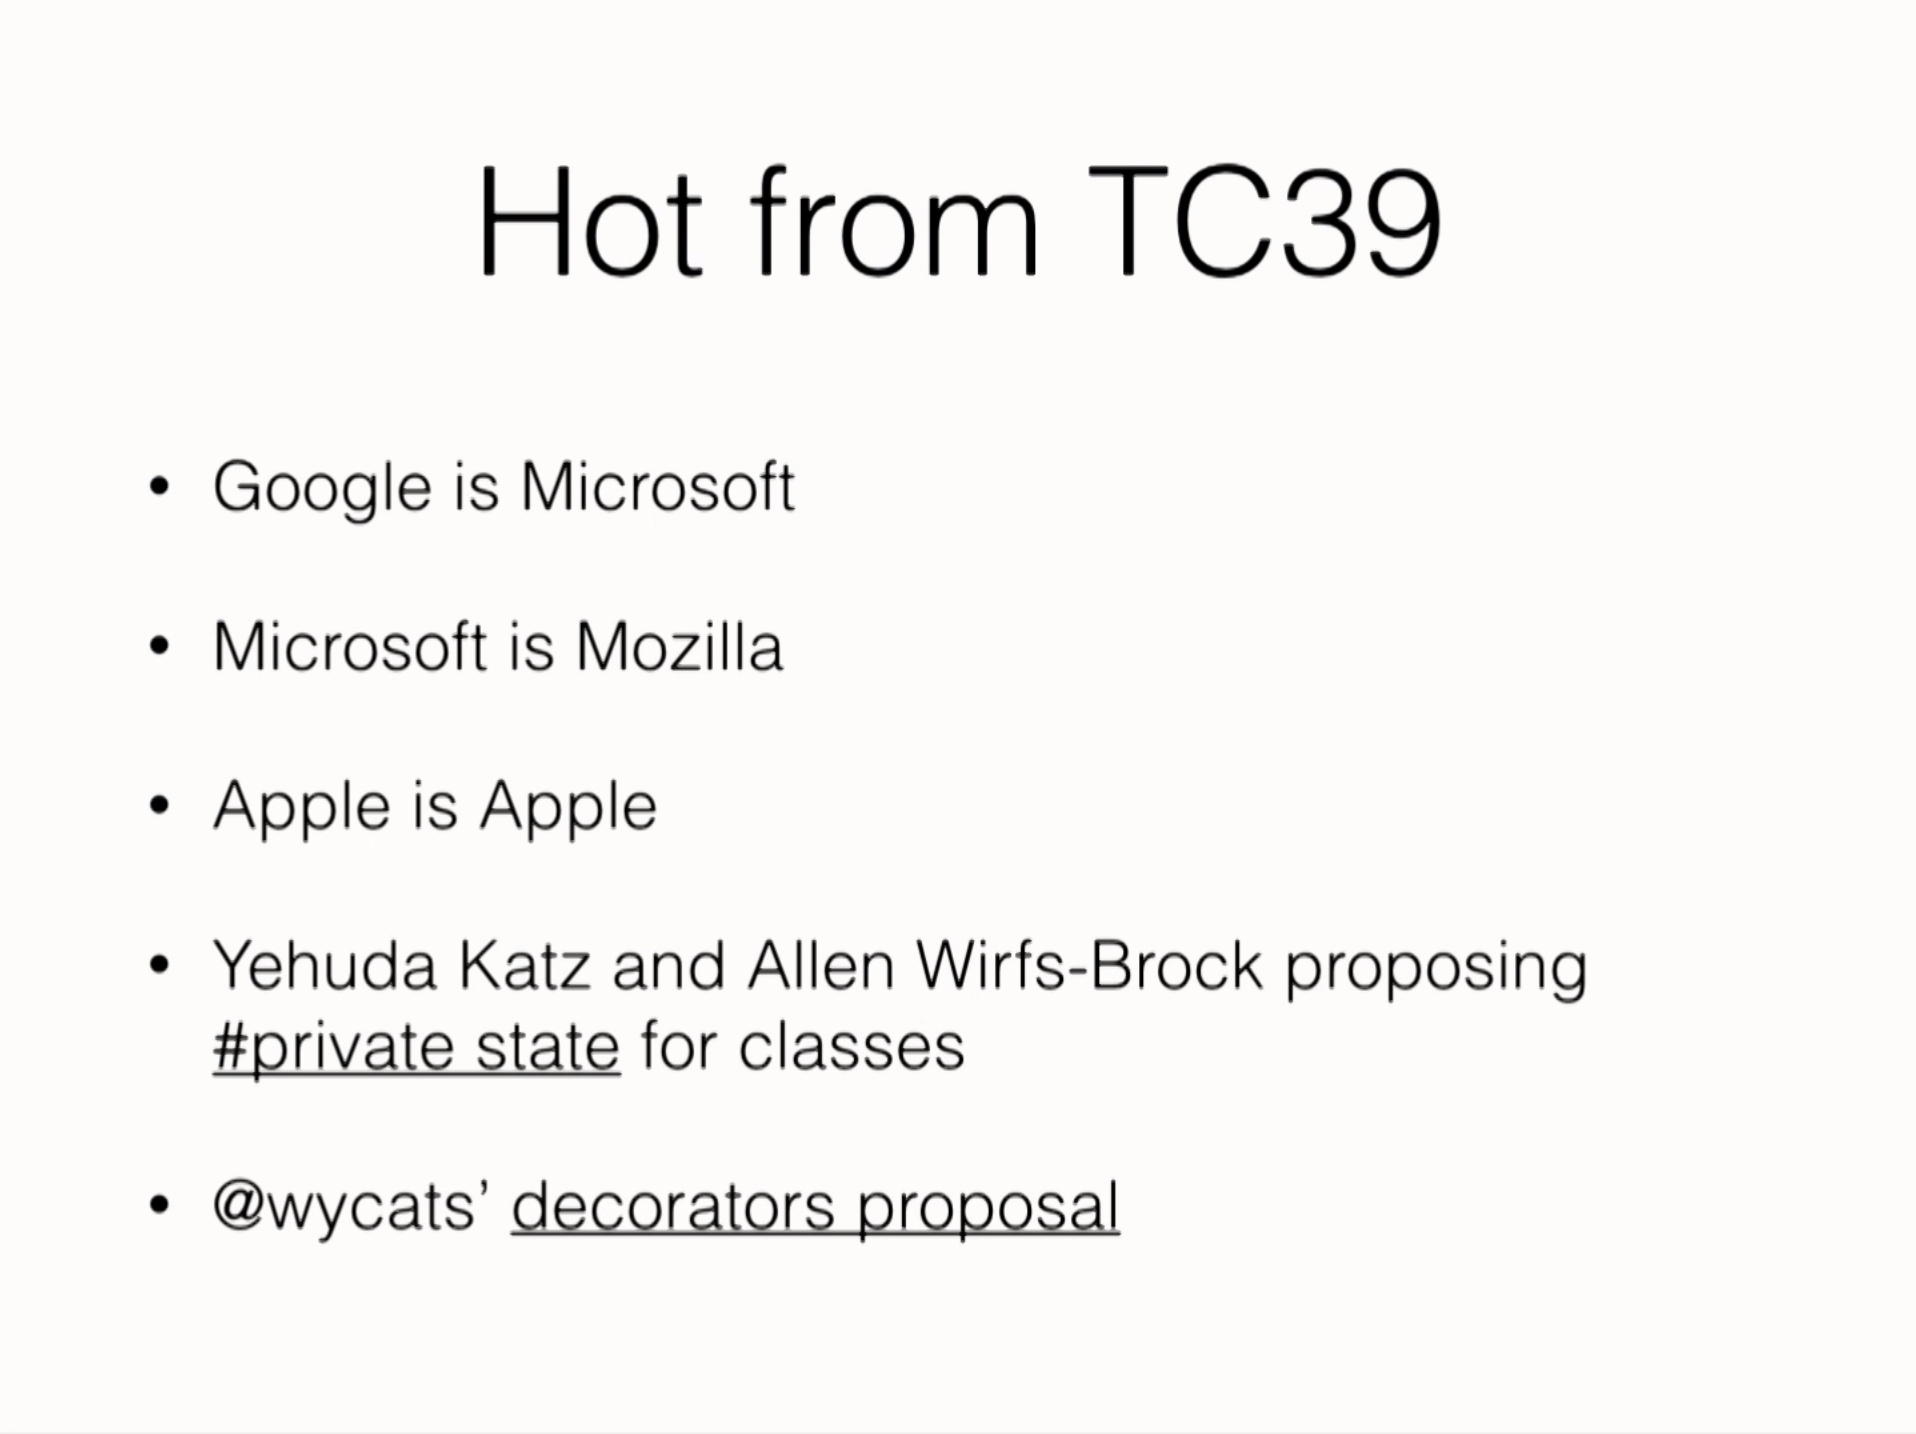 Hot from TC39
• Google is Microsoft
• Microsoft is Mozilla
• Apple is Apple
• Yehuda Katz and Allen Wirfs-Brock proposing
#private state for classes
• @wycats’ decorators proposal